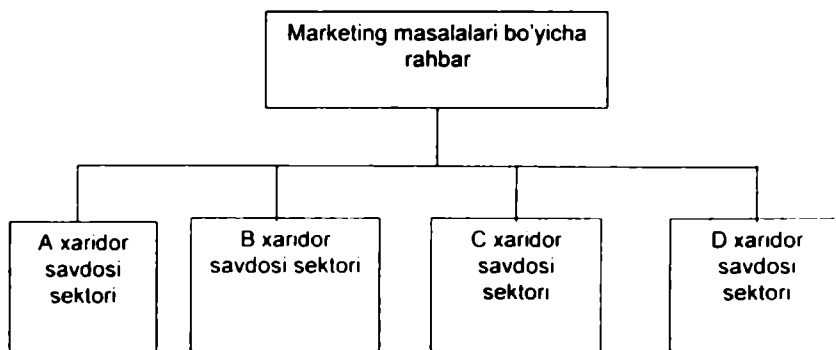 Marketing masalalari bo'yicha
rahbar
A xaridor
savdosi
sektori
B xaridor
savdosi sektori
C xaridor
savdosi
sektori
D xaridor
savdosi
sektori